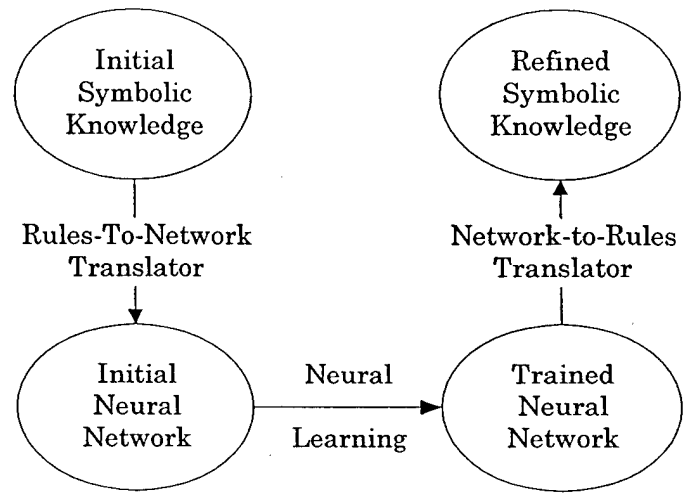 Initial
Symbolic
Knowledge
Rules-To-Network
Translator
Initial
Neural
Network
Neural
Learning
Trained
Neural
Network
Network-to-Rules
Translator
Refined
Symbolic
Knowledge